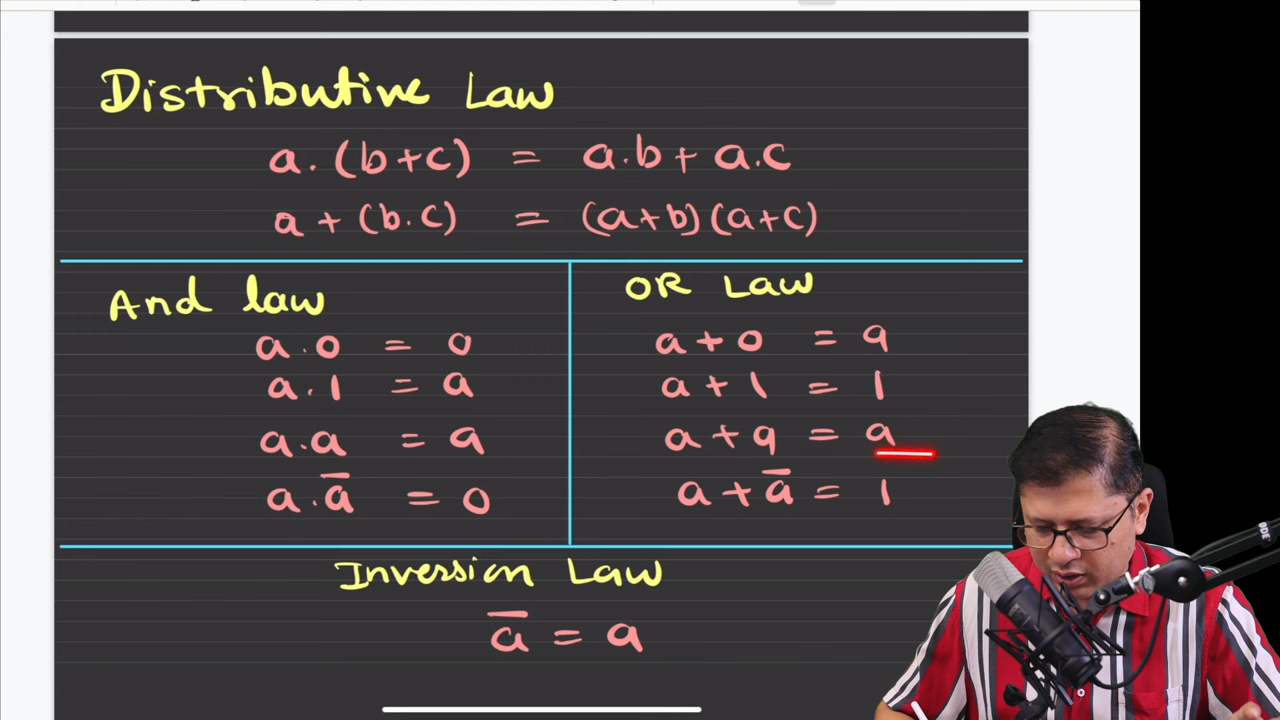 Distributive Law
a.(b+c) = a.b + a.c
a + (b.c) = (a+b)(a+c)
And law
a.0 = 0
a.1 = a
a.a = a
a.ā = 0
OR Law
a + 0 = a
a + 1 = 1
a + a = a
a + ā = 1
Inversion Law
ā = a